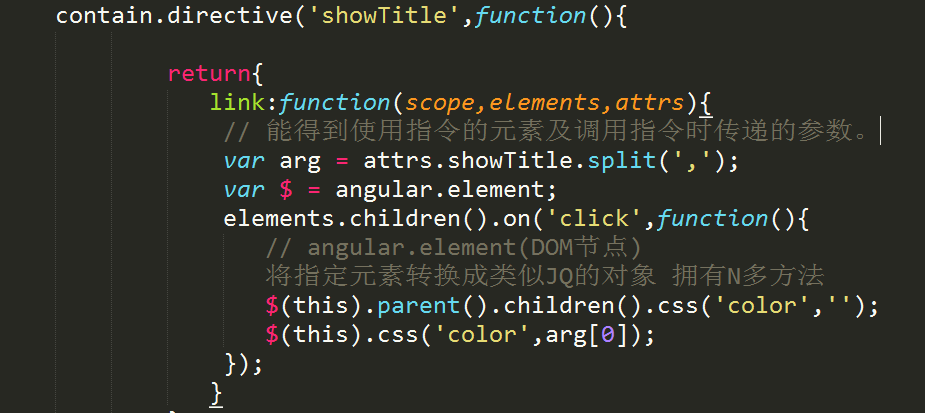 contain.directive('showTitle',function(){
return{
link:function(scope,elements,attrs){
// 能得到使用指令的元素及调用指令时传递的参数。
var arg = attrs.showTitle.split(',');
var $ = angular.element;
elements.children().on('click',function(){
// angular.element(DOM节点)
将指定元素转换成类似JQ的对象 拥有N多方法
$(this).parent().children().css('color','');
$(this).css('color',arg[0]);
});
}